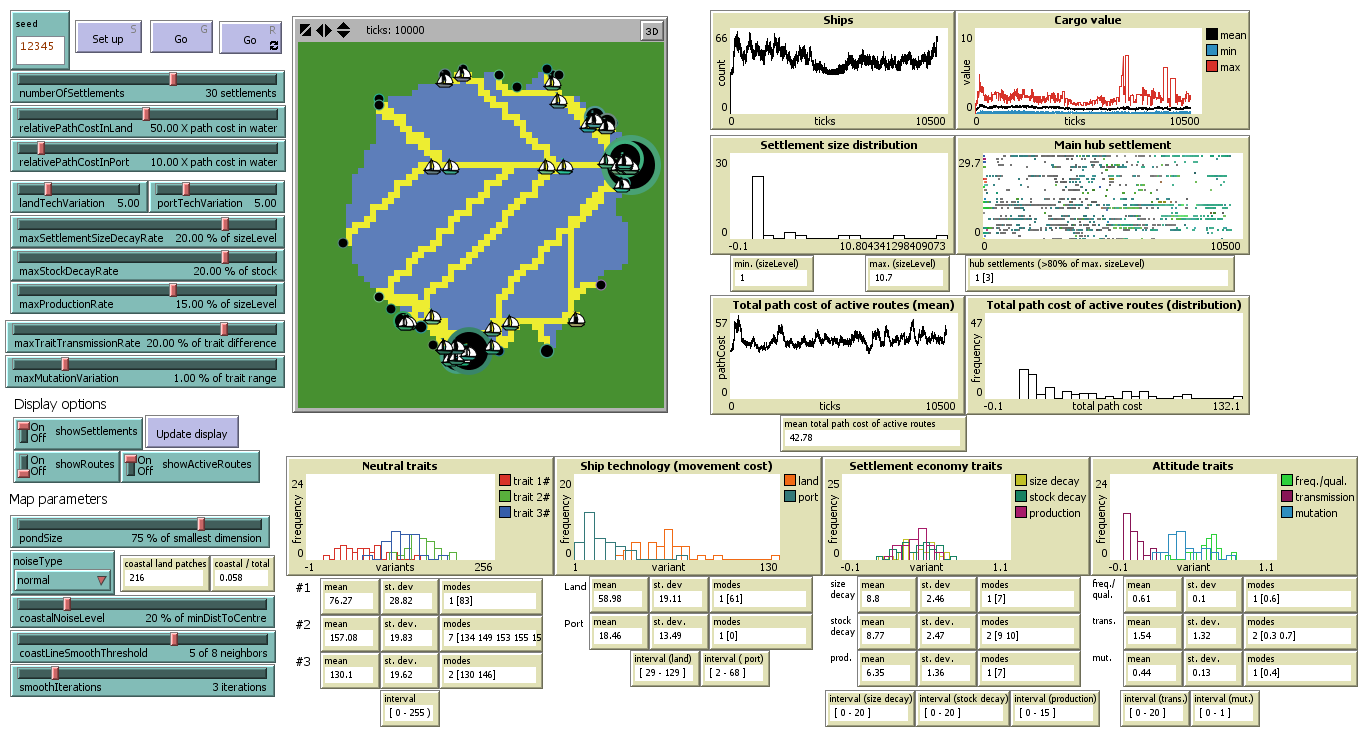 seed
12345
Set up
S
Go
G
Go
R
numberOfSettlements 30 settlements
relativePathCostInLand 50.00 X path cost in water
relativePathCostInPort 10.00 X path cost in water
landTechVariation 5.00
portTechVariation 5.00
maxSettlementSizeDecayRate 20.00 % of sizeLevel
maxStockDecayRate 20.00 % of stock
maxProductionRate 15.00 % of sizeLevel
maxTraitTransmissionRate 20.00 % of trait difference
maxMutationVariation 1.00 % of trait range
Display options
On
Off
showSettlements
Update display
On
Off
showRoutes
On
Off
showActiveRoutes
Map parameters
pondSize 75 % of smallest dimension
noiseType
normal
coastal land patches
216
coastal / total
0.058
coastalNoiseLevel 20 % of minDistToCentre
coastLineSmoothThreshold 5 of 8 neighbors
smoothIterations 3 iterations
ticks: 10000
3D
Ships
66
count
0
0 ticks 10500
Cargo value
10
value
0
0 ticks 10500
mean
min
max
Settlement size distribution
30
0
-0.1 10.804341298409073
Main hub settlement
29.7
0
0 10500
min. (sizeLevel)
1
max. (sizeLevel)
10.7
hub settlements (>80% of max. sizeLevel)
1 [3]
Total path cost of active routes (mean)
57
pathCost
0
0 ticks 10500
Total path cost of active routes (distribution)
47
frequency
0
-0.1 total path cost 132.1
mean total path cost of active routes
42.78
Neutral traits
24
frequency
0
-1 variants 256
trait 1#
trait 2#
trait 3#
Ship technology (movement cost)
20
frequency
0
1 variant 130
land
port
Settlement economy traits
25
frequency
0
-0.1 variants 1.1
size decay
stock decay
production
Attitude traits
24
frequency
0
-0.1 variants 1.1
freq./qual.
transmission
mutation
#1
mean
76.27
st. dev.
28.82
modes
1 [83]
#2
mean
157.08
st. dev.
19.83
modes
7 [134 149 153 155 15
#3
mean
130.1
st. dev.
19.62
modes
2 [130 146]
interval
[ 0 - 255 )
Land
mean
58.98
st. dev
19.11
modes
1 [61]
Port
mean
18.46
st. dev
13.49
modes
1 [0]
interval (land)
[ 29 - 129 ]
interval ( port)
[ 2 - 68 ]
size
decay
mean
8.8
st. dev
2.46
modes
1 [7]
stock
decay
mean
8.77
st. dev.
2.47
modes
2 [9 10]
prod.
mean
6.35
st. dev.
1.36
modes
1 [7]
interval (size decay)
[ 0 - 20 ]
interval (stock decay)
[ 0 - 20 ]
interval (production)
[ 0 - 15 ]
freq./
qual.
mean
0.61
st. dev.
0.1
modes
1 [0.6]
trans.
mean
1.54
st. dev.
1.32
modes
2 [0.3 0.7]
mut.
mean
0.44
st. dev.
0.13
modes
1 [0.4]
interval (trans.)
[ 0 - 20 ]
interval (mut.)
[ 0 - 1 ]